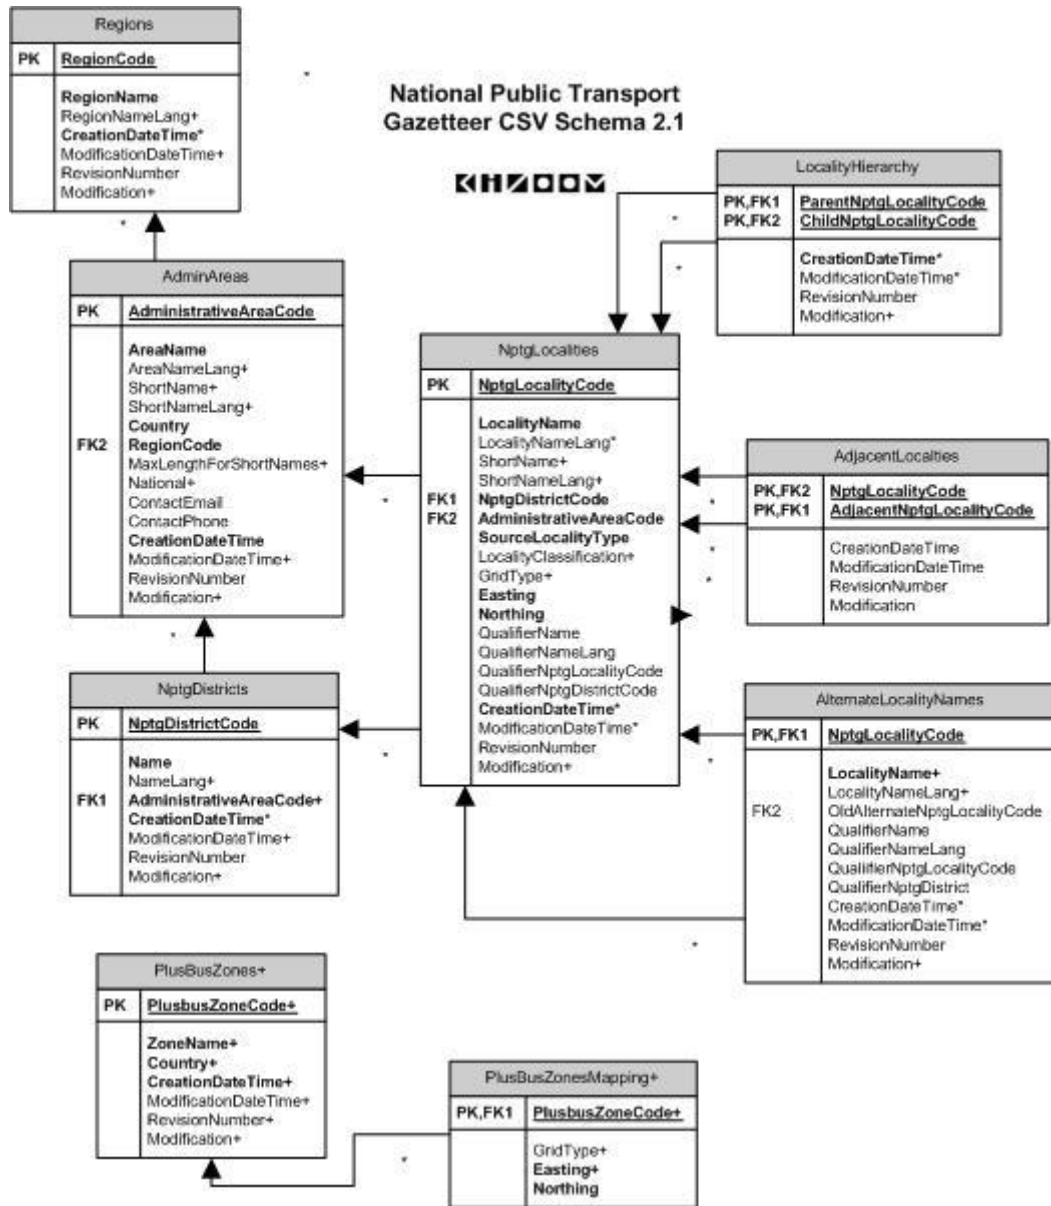 Regions
PK RegionCode
RegionName
RegionNameLang+
CreationDateTime*
ModificationDateTime+
RevisionNumber
Modification+
National Public Transport
Gazetteer CSV Schema 2.1
KIZOOM
LocalityHierarchy
PK,FK1 ParentNptgLocalityCode
PK,FK2 ChildNptgLocalityCode
CreationDateTime*
ModificationDateTime*
RevisionNumber
Modification+
AdminAreas
PK AdministrativeAreaCode
AreaName
AreaNameLang+
ShortName+
ShortNameLang+
Country
FK2 RegionCode
MaxLengthForShortNames+
National+
ContactEmail
ContactPhone
CreationDateTime
ModificationDateTime+
RevisionNumber
Modification+
NptgLocalities
PK NptgLocalityCode
LocalityName
LocalityNameLang*
ShortName+
ShortNameLang+
FK1 NptgDistrictCode
FK2 AdministrativeAreaCode
SourceLocalityType
LocalityClassification+
GridType+
Easting
Northing
QualifierName
QualifierNameLang
QualifierNptgLocalityCode
QualifierNptgDistrictCode
CreationDateTime*
ModificationDateTime*
RevisionNumber
Modification+
AdjacentLocalties
PK,FK2 NptgLocalityCode
PK,FK1 AdjacentNptgLocalityCode
CreationDateTime
ModificationDateTime
RevisionNumber
Modification
NptgDistricts
PK NptgDistrictCode
Name
NameLang+
FK1 AdministrativeAreaCode+
CreationDateTime*
ModificationDateTime+
RevisionNumber
Modification+
AlternateLocalityNames
PK,FK1 NptgLocalityCode
LocalityName+
LocalityNameLang+
FK2 OldAlternateNptgLocalityCode
QualifierName
QualifierNameLang
QualiifierNptgLocalityCode
QualifierNptgDistrict
CreationDateTime*
ModificationDateTime*
RevisionNumber
Modification+
PlusBusZones+
PK PlusbusZoneCode+
ZoneName+
Country+
CreationDateTime+
ModificationDateTime+
RevisionNumber+
Modification+
PlusBusZonesMapping+
PK,FK1 PlusbusZoneCode+
GridType+
Easting+
Northing